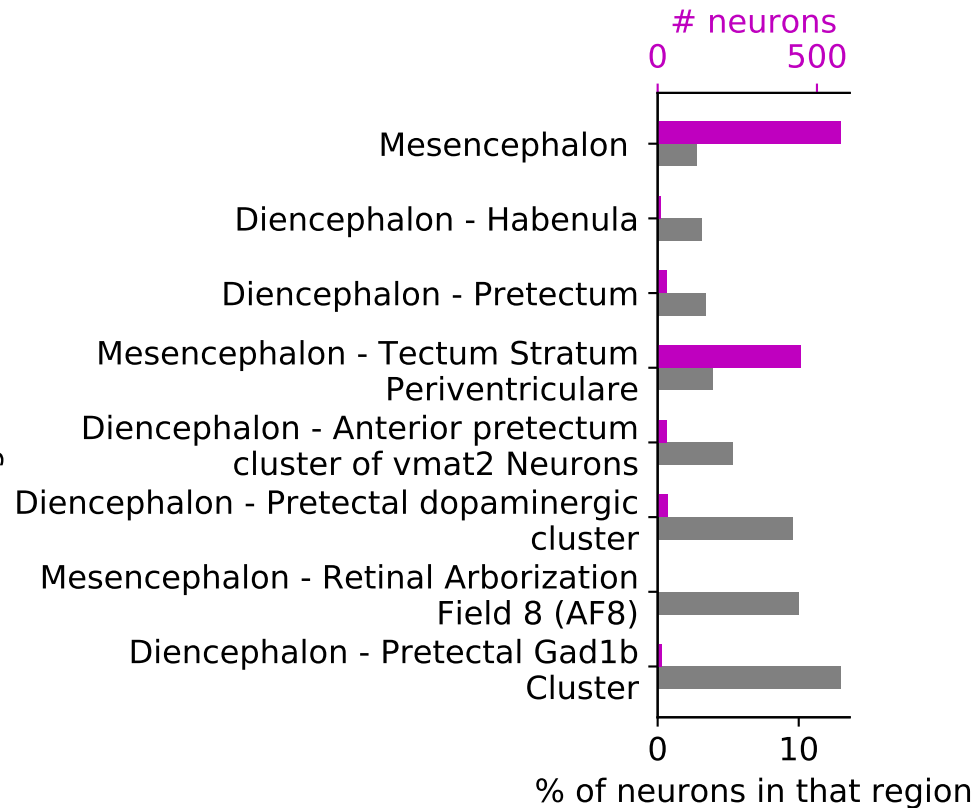 # neurons
0 500
Mesencephalon
Diencephalon - Habenula
Diencephalon - Pretectum
Mesencephalon - Tectum Stratum
Periventriculare
Diencephalon - Anterior pretectum
cluster of vmat2 Neurons
Diencephalon - Pretectal dopaminergic
cluster
Mesencephalon - Retinal Arborization
Field 8 (AF8)
Diencephalon - Pretectal Gad1b
Cluster
0 10
% of neurons in that region